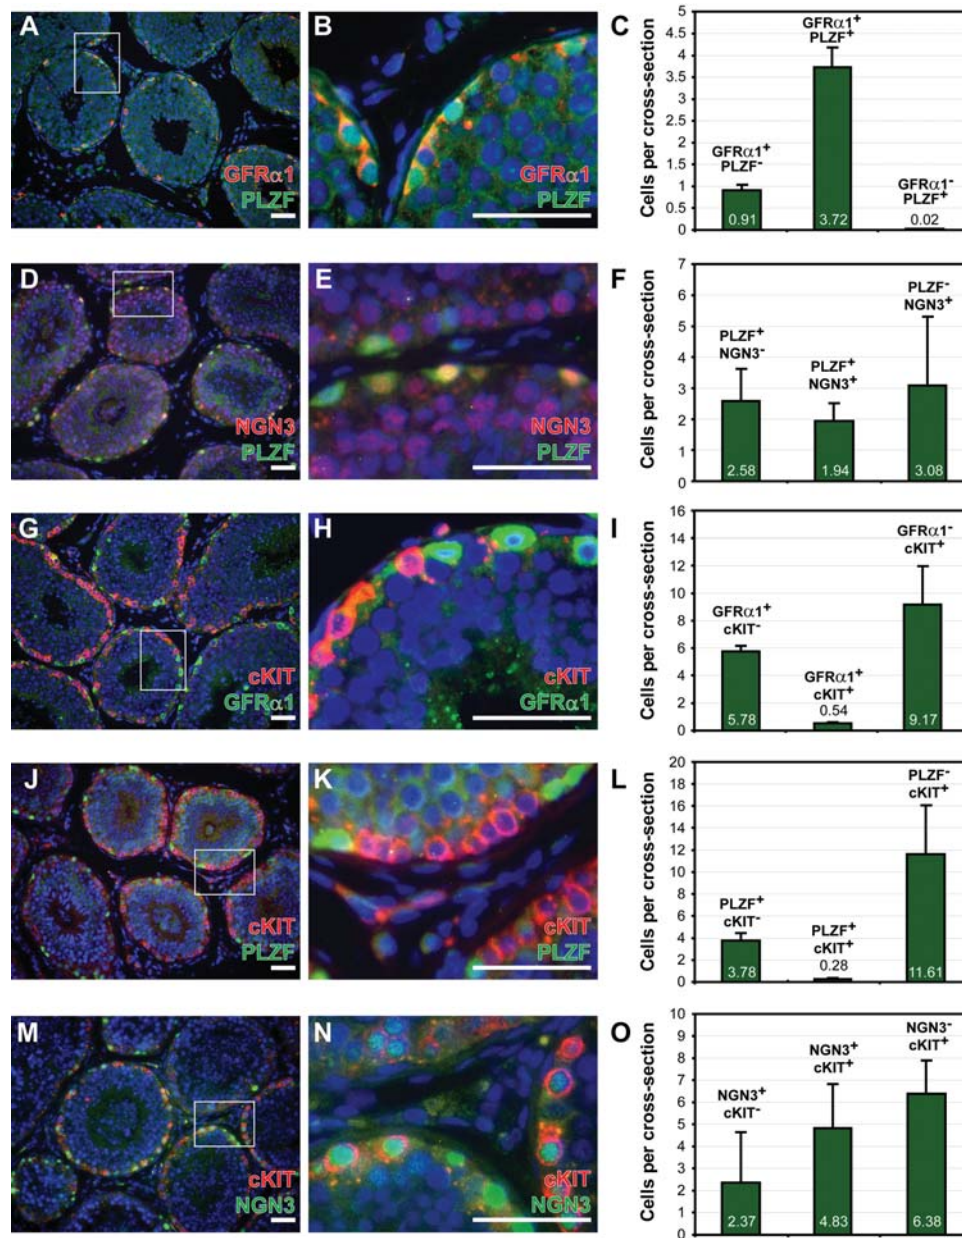 A
GFRα1
PLZF
B
GFRα1
PLZF
C
Cells per cross-section
5
4.5
4
3.5
3
2.5
2
1.5
1
0.5
0
GFRα1+
PLZF-
0.91
GFRα1+
PLZF+
3.72
GFRα1-
PLZF+
0.02
D
NGN3
PLZF
E
NGN3
PLZF
F
Cells per cross-section
7
6
5
4
3
2
1
0
PLZF+
NGN3-
2.58
PLZF+
NGN3+
1.94
PLZF-
NGN3+
3.08
G
cKIT
GFRα1
H
cKIT
GFRα1
I
Cells per cross-section
16
14
12
10
8
6
4
2
0
GFRα1+
cKIT-
5.78
GFRα1+
cKIT+
0.54
GFRα1-
cKIT+
9.17
J
cKIT
PLZF
K
cKIT
PLZF
L
Cells per cross-section
20
18
16
14
12
10
8
6
4
2
0
PLZF+
cKIT-
3.78
PLZF+
cKIT+
0.28
PLZF-
cKIT+
11.61
M
cKIT
NGN3
N
cKIT
NGN3
O
Cells per cross-section
10
9
8
7
6
5
4
3
2
1
0
NGN3+
cKIT-
2.37
NGN3+
cKIT+
4.83
NGN3-
cKIT+
6.38